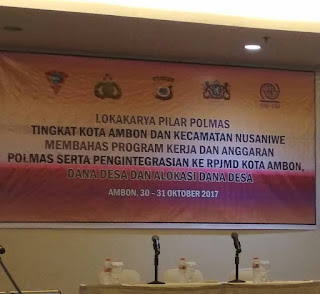 LOKAKARYA PILAR POLMAS
TINGKAT KOTA AMBON DAN KECAMATAN NUSANIWE
MEMBAHAS PROGRAM KERJA DAN ANGGARAN
POLMAS SERTA PENGINTEGRASIAN KE RPJMD KOTA AMBON,
DANA DESA DAN ALOKASI DANA DESA
AMBON, 30 - 31 OKTOBER 2017